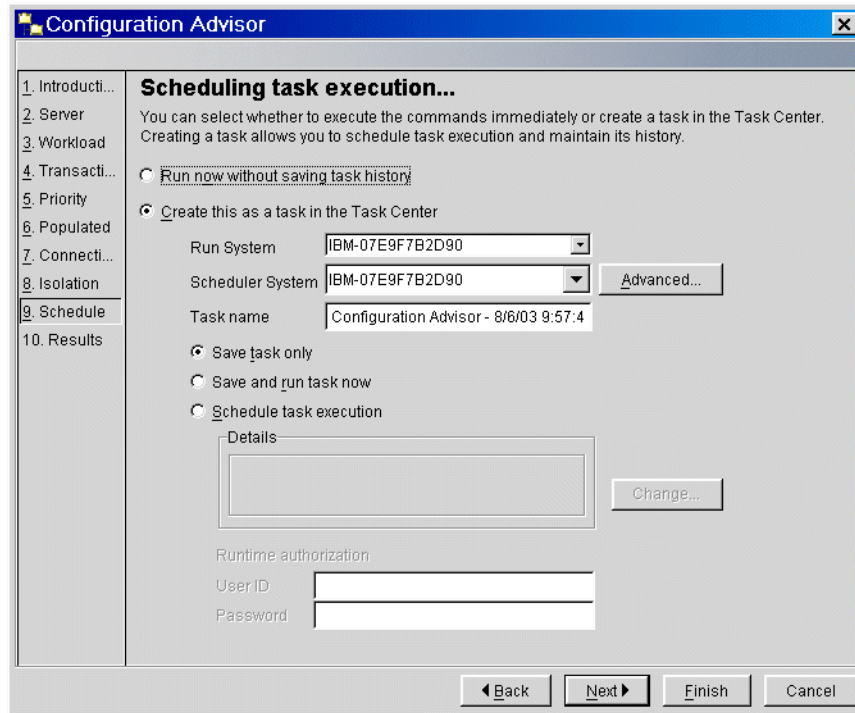 Configuration Advisor
1. Introducti...
2. Server
3. Workload
4. Transacti...
5. Priority
6. Populated
7. Connecti...
8. Isolation
9. Schedule
10. Results
Scheduling task execution...
You can select whether to execute the commands immediately or create a task in the Task Center.
Creating a task allows you to schedule task execution and maintain its history.
Run now without saving task history
Create this as a task in the Task Center
Run System IBM-07E9F7B2D90
Scheduler System IBM-07E9F7B2D90 Advanced...
Task name Configuration Advisor - 8/6/03 9:57:4
Save task only
Save and run task now
Schedule task execution
Details
Change...
Runtime authorization
User ID
Password
Back Next Finish Cancel